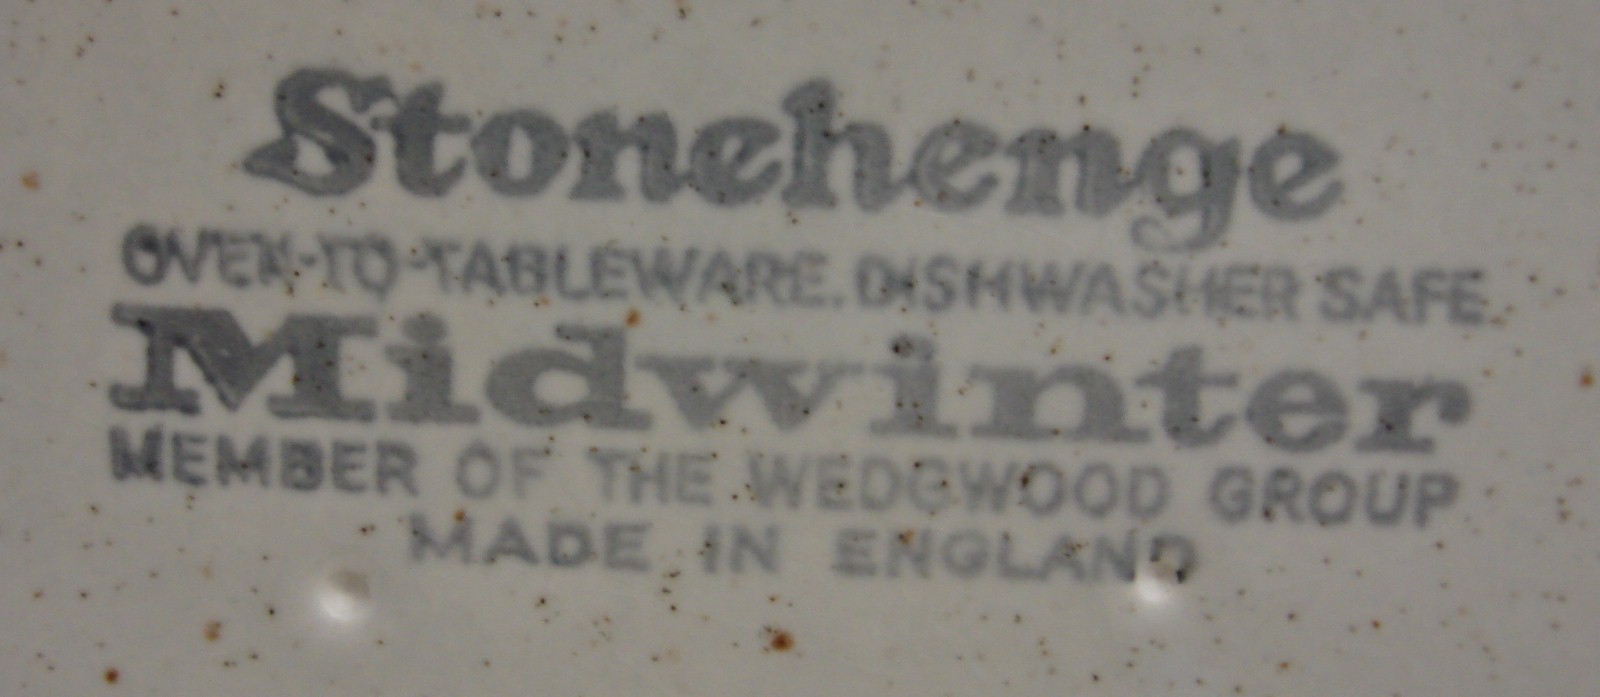 Stonehenge
OVEN-TO-TABLEWARE. DISHWASHER SAFE
Midwinter
MEMBER OF THE WEDGWOOD GROUP
MADE IN ENGLAND